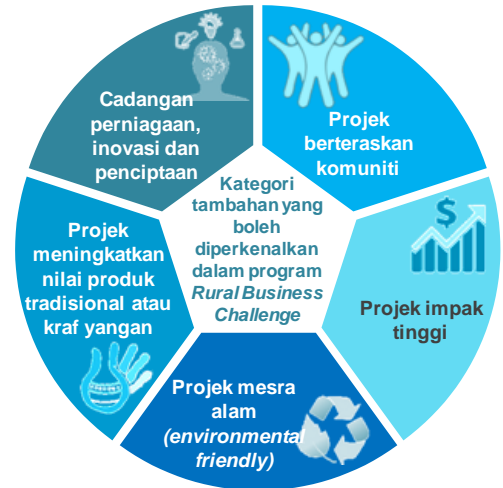 Kategori
tambahan yang
boleh
diperkenalkan
dalam program
Rural Business
Challenge
Cadangan
perniagaan,
inovasi dan
penciptaan
Projek
berteraskan
komuniti
$
Projek impak
tinggi
Projek mesra
alam
(environmental
friendly)
Projek
meningkatkan
nilai produk
tradisional atau
kraf yangan